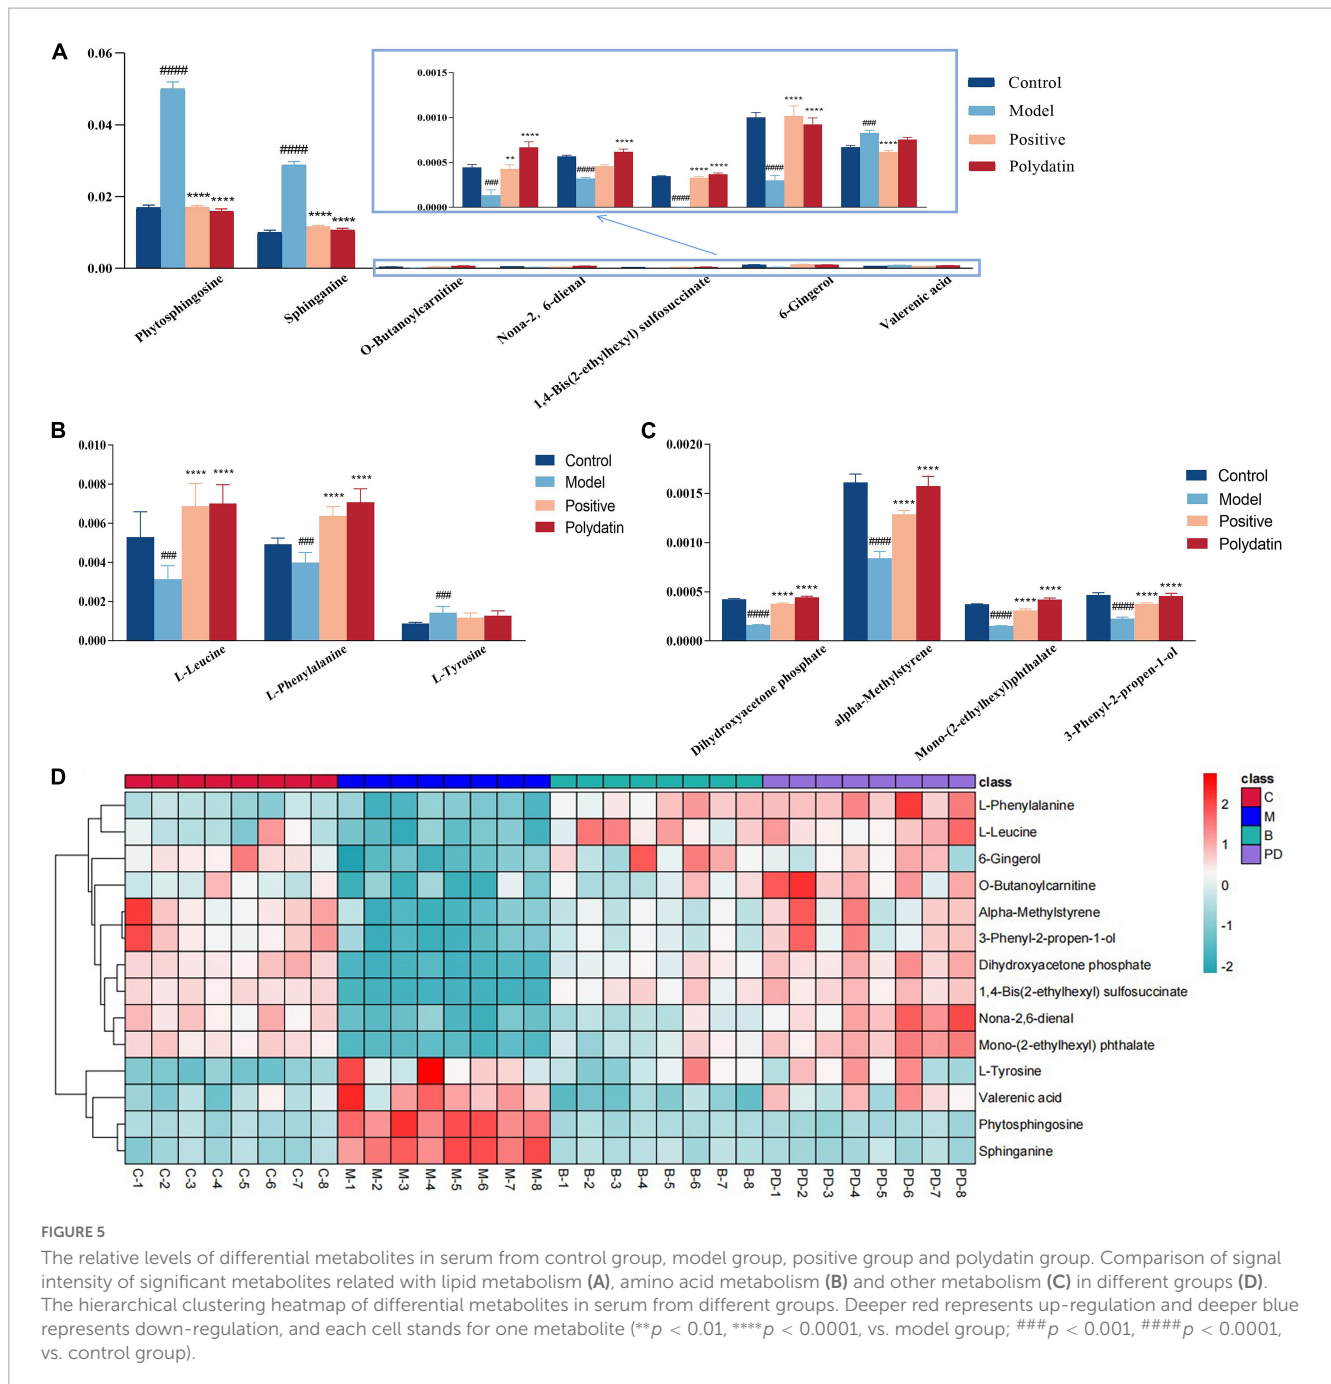 A
0.06
0.04
0.02
0.00
####
****
****
####
****
****
Phytosphingosine
Sphinganine
O-Butanoylcarnitine
Nona-2, 6-dienal
1,4-Bis(2-ethylhexyl) sulfosuccinate
6-Gingerol
Valerenic acid
0.0015
0.0010
0.0005
0.0000
###
**
****
####
****
####
****
****
####
****
****
###
****
Control
Model
Positive
Polydatin
B
0.010
0.008
0.006
0.004
0.002
0.000
###
****
****
###
****
****
###
L-Leucine
L-Phenylalanine
L-Tyrosine
Control
Model
Positive
Polydatin
C
0.0020
0.0015
0.0010
0.0005
0.0000
####
****
****
####
****
****
####
****
****
####
****
****
Dihydroxyacetone phosphate
alpha-Methylstyrene
Mono-(2-ethylhexyl)phthalate
3-Phenyl-2-propen-1-ol
Control
Model
Positive
Polydatin
D
class
L-Phenylalanine
L-Leucine
6-Gingerol
O-Butanoylcarnitine
Alpha-Methylstyrene
3-Phenyl-2-propen-1-ol
Dihydroxyacetone phosphate
1,4-Bis(2-ethylhexyl) sulfosuccinate
Nona-2,6-dienal
Mono-(2-ethylhexyl) phthalate
L-Tyrosine
Valerenic acid
Phytosphingosine
Sphinganine
C-1
C-2
C-3
C-4
C-5
C-6
C-7
C-8
M-1
M-2
M-3
M-4
M-5
M-6
M-7
M-8
B-1
B-2
B-3
B-4
B-5
B-6
B-7
B-8
PD-1
PD-2
PD-3
PD-4
PD-5
PD-6
PD-7
PD-8
2
1
0
-1
-2
class
C
M
B
PD
FIGURE 5
The relative levels of differential metabolites in serum from control group, model group, positive group and polydatin group. Comparison of signal
intensity of significant metabolites related with lipid metabolism (A), amino acid metabolism (B) and other metabolism (C) in different groups (D).
The hierarchical clustering heatmap of differential metabolites in serum from different groups. Deeper red represents up-regulation and deeper blue
represents down-regulation, and each cell stands for one metabolite (**p < 0.01, ****p < 0.0001, vs. model group; ###p < 0.001, ####p < 0.0001,
vs. control group).